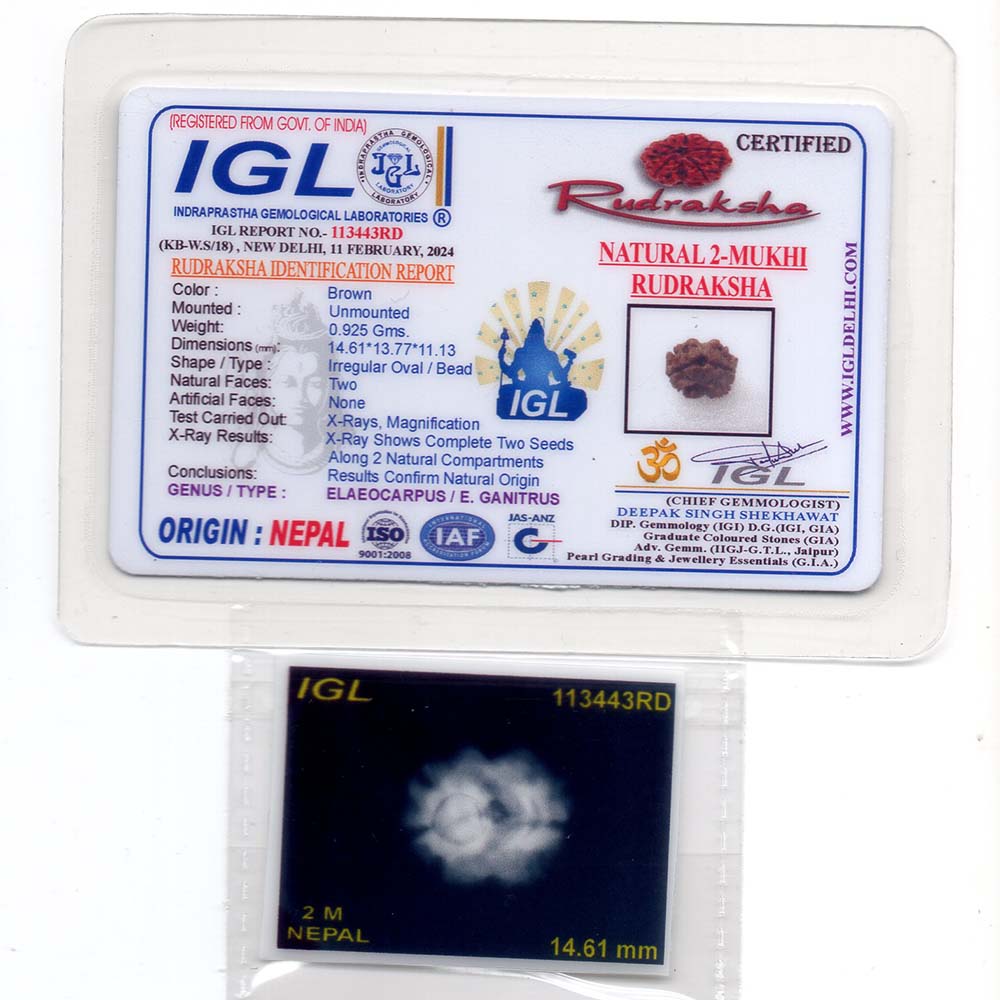 (REGISTERED FROM GOVT. OF INDIA)
IGL
INDRAPRASTHA GEMOLOGICAL LABORATORY
JGL
GEMOLOGICAL LABORATORY
INDRAPRASTHA GEMOLOGICAL LABORATORIES ®
IGL REPORT NO.- 113443RD
(KB-W.S/18) , NEW DELHI, 11 FEBRUARY, 2024
RUDRAKSHA IDENTIFICATION REPORT
Color : Brown
Mounted : Unmounted
Weight: 0.925 Gms.
Dimensions (mm): 14.61*13.77*11.13
Shape / Type : Irregular Oval / Bead
Natural Faces: Two
Artificial Faces: None
Test Carried Out: X-Rays, Magnification
X-Ray Results: X-Ray Shows Complete Two Seeds
Along 2 Natural Compartments
Conclusions: Results Confirm Natural Origin
GENUS / TYPE : ELAEOCARPUS / E. GANITRUS
ORIGIN : NEPAL
ISO
9001:2008
IAF
JAS-ANZ
IGL
CERTIFIED
Rudraksha
NATURAL 2-MUKHI
RUDRAKSHA
WWW.IGLDELHI.COM
ॐ
IGL
(CHIEF GEMMOLOGIST)
DEEPAK SINGH SHEKHAWAT
DIP. Gemmology (IGI) D.G. (IGI, GIA)
Graduate Coloured Stones (GIA)
Adv. Gemm. (IIGJ-G.T.L., Jaipur)
Pearl Grading & Jewellery Essentials (G.I.A.)
IGL
113443RD
2 M
NEPAL
14.61 mm